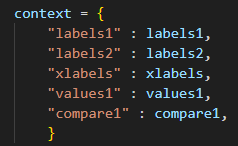 context = {
    "labels1" : labels1,
    "labels2" : labels2,
    "xlabels" : xlabels,
    "values1" : values1,
    "compare1" : compare1,
    }